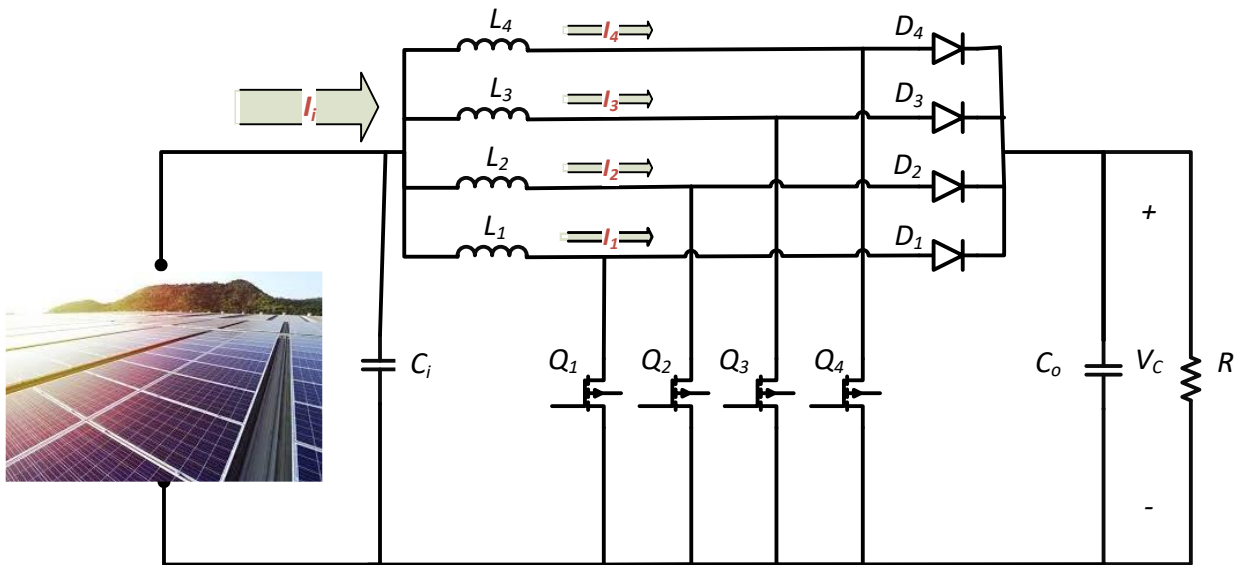 L4
I4
D4
Ii
L3
I3
D3
L2
I2
D2
L1
I1
D1
+
Ci
Q1
Q2
Q3
Q4
Co
VC
R
-